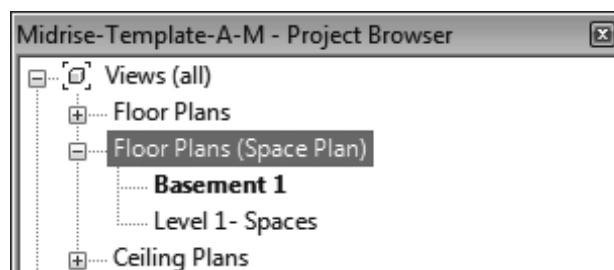 Midrise-Template-A-M - Project Browser
Views (all)
Floor Plans
Floor Plans (Space Plan)
Basement 1
Level 1- Spaces
Ceiling Plans